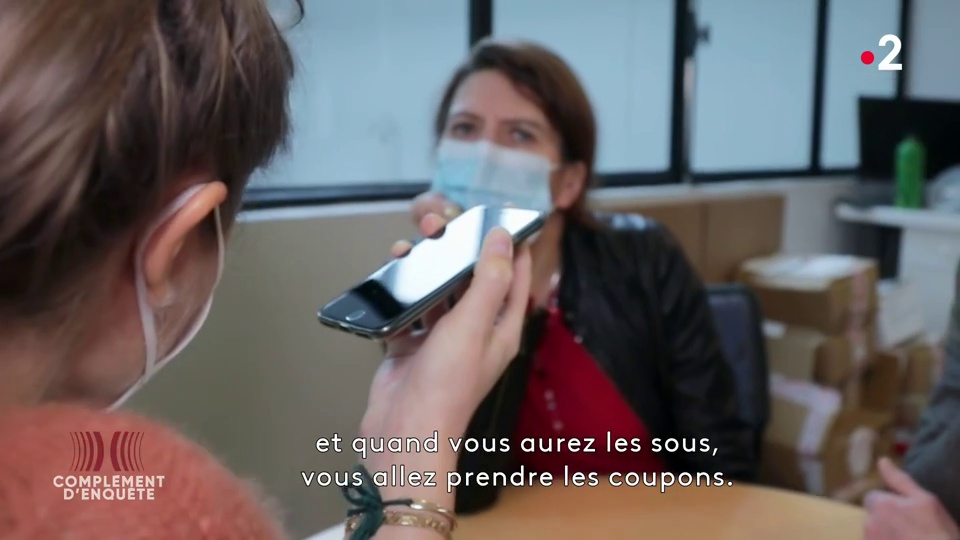 2
et quand vous aurez les sous,
vous allez prendre les coupons.
COMPLÉMENT
D'ENQUÊTE